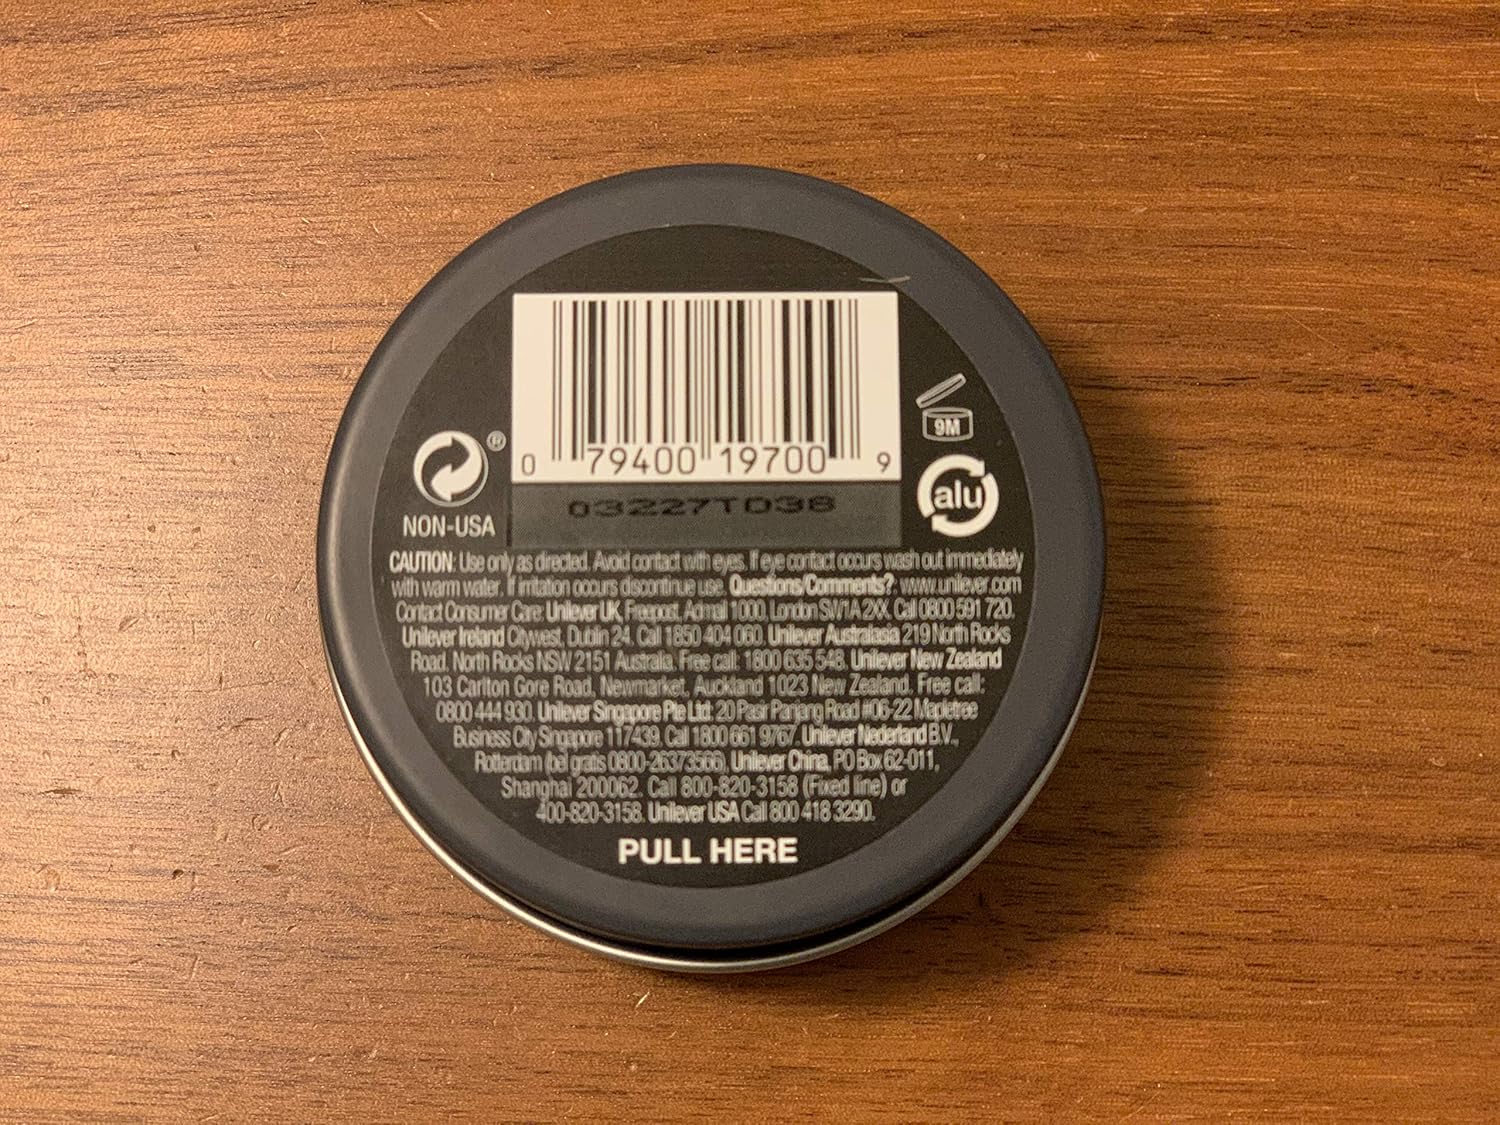 0 79400 19700 9
03227TD38
9M
®
alu
NON-USA
CAUTION: Use only as directed. Avoid contact with eyes. If eye contact occurs wash out immediately
with warm water. If irritation occurs discontinue use. Questions/Comments?: www.unilever.com
Contact Consumer Care: Unilever UK, Freepost, Admail 1000, London SW1A 2XX. Call 0800 591 720.
Unilever Ireland Citywest, Dublin 24. Call 1850 404 060. Unilever Australasia 219 North Rocks
Road, North Rocks NSW 2151 Australia. Free call: 1800 635 548. Unilever New Zealand
103 Carlton Gore Road, Newmarket, Auckland 1023 New Zealand. Free call:
0800 444 930. Unilever Singapore Pte Ltd: 20 Pasir Panjang Road #06-22 Mapletree
Business City Singapore 117439. Call 1800 661 9767. Unilever Nederland B.V.,
Rotterdam (bel gratis 0800-26373566), Unilever China, PO Box 62-011,
Shanghai 200062. Call 800-820-3158 (Fixed line) or
400-820-3158. Unilever USA Call 800 418 3290.
PULL HERE